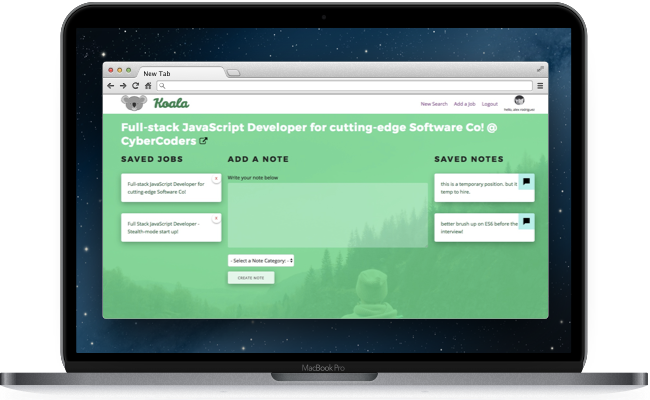 New Tab
Koala
New Search Add a Job Logout
Full-stack JavaScript Developer for cutting-edge Software Co! @
CyberCoders
SAVED JOBS
Full-stack JavaScript Developer for
cutting-edge Software Co!
Full Stack JavaScript Developer -
Stealth-mode start up!
ADD A NOTE
Write your note below
- Select a Note Category: -
CREATE NOTE
SAVED NOTES
this is a temporary position. but it
temp to hire.
better brush up on ES6 before the
interview!
MacBook Pro